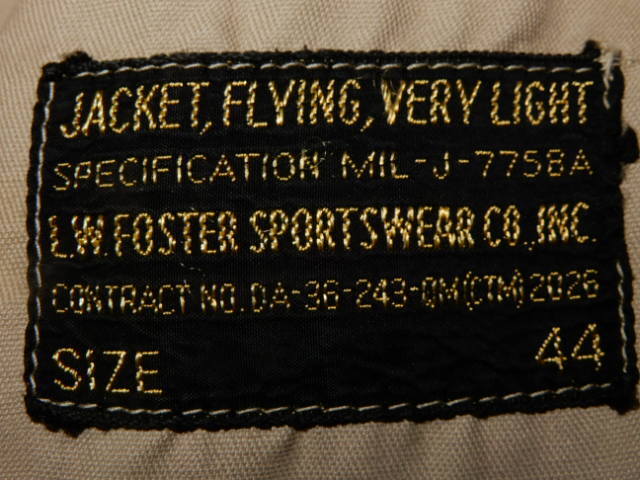 JACKET, FLYING, VERY LIGHT
SPECIFICATION MIL-J-7758A
L.W. FOSTER SPORTSWEAR CO., INC.
CONTRACT NO. DA-36-243-QM(CTM)2026
SIZE 44